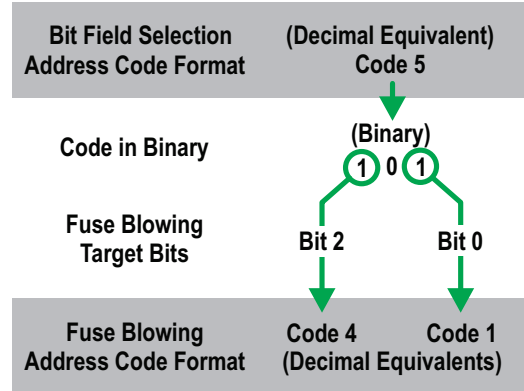 Bit Field Selection
Address Code Format
(Decimal Equivalent)
Code 5
Code in Binary
(Binary)
1 0 1
Fuse Blowing
Target Bits
Bit 2
Bit 0
Fuse Blowing
Address Code Format
Code 4
Code 1
(Decimal Equivalents)